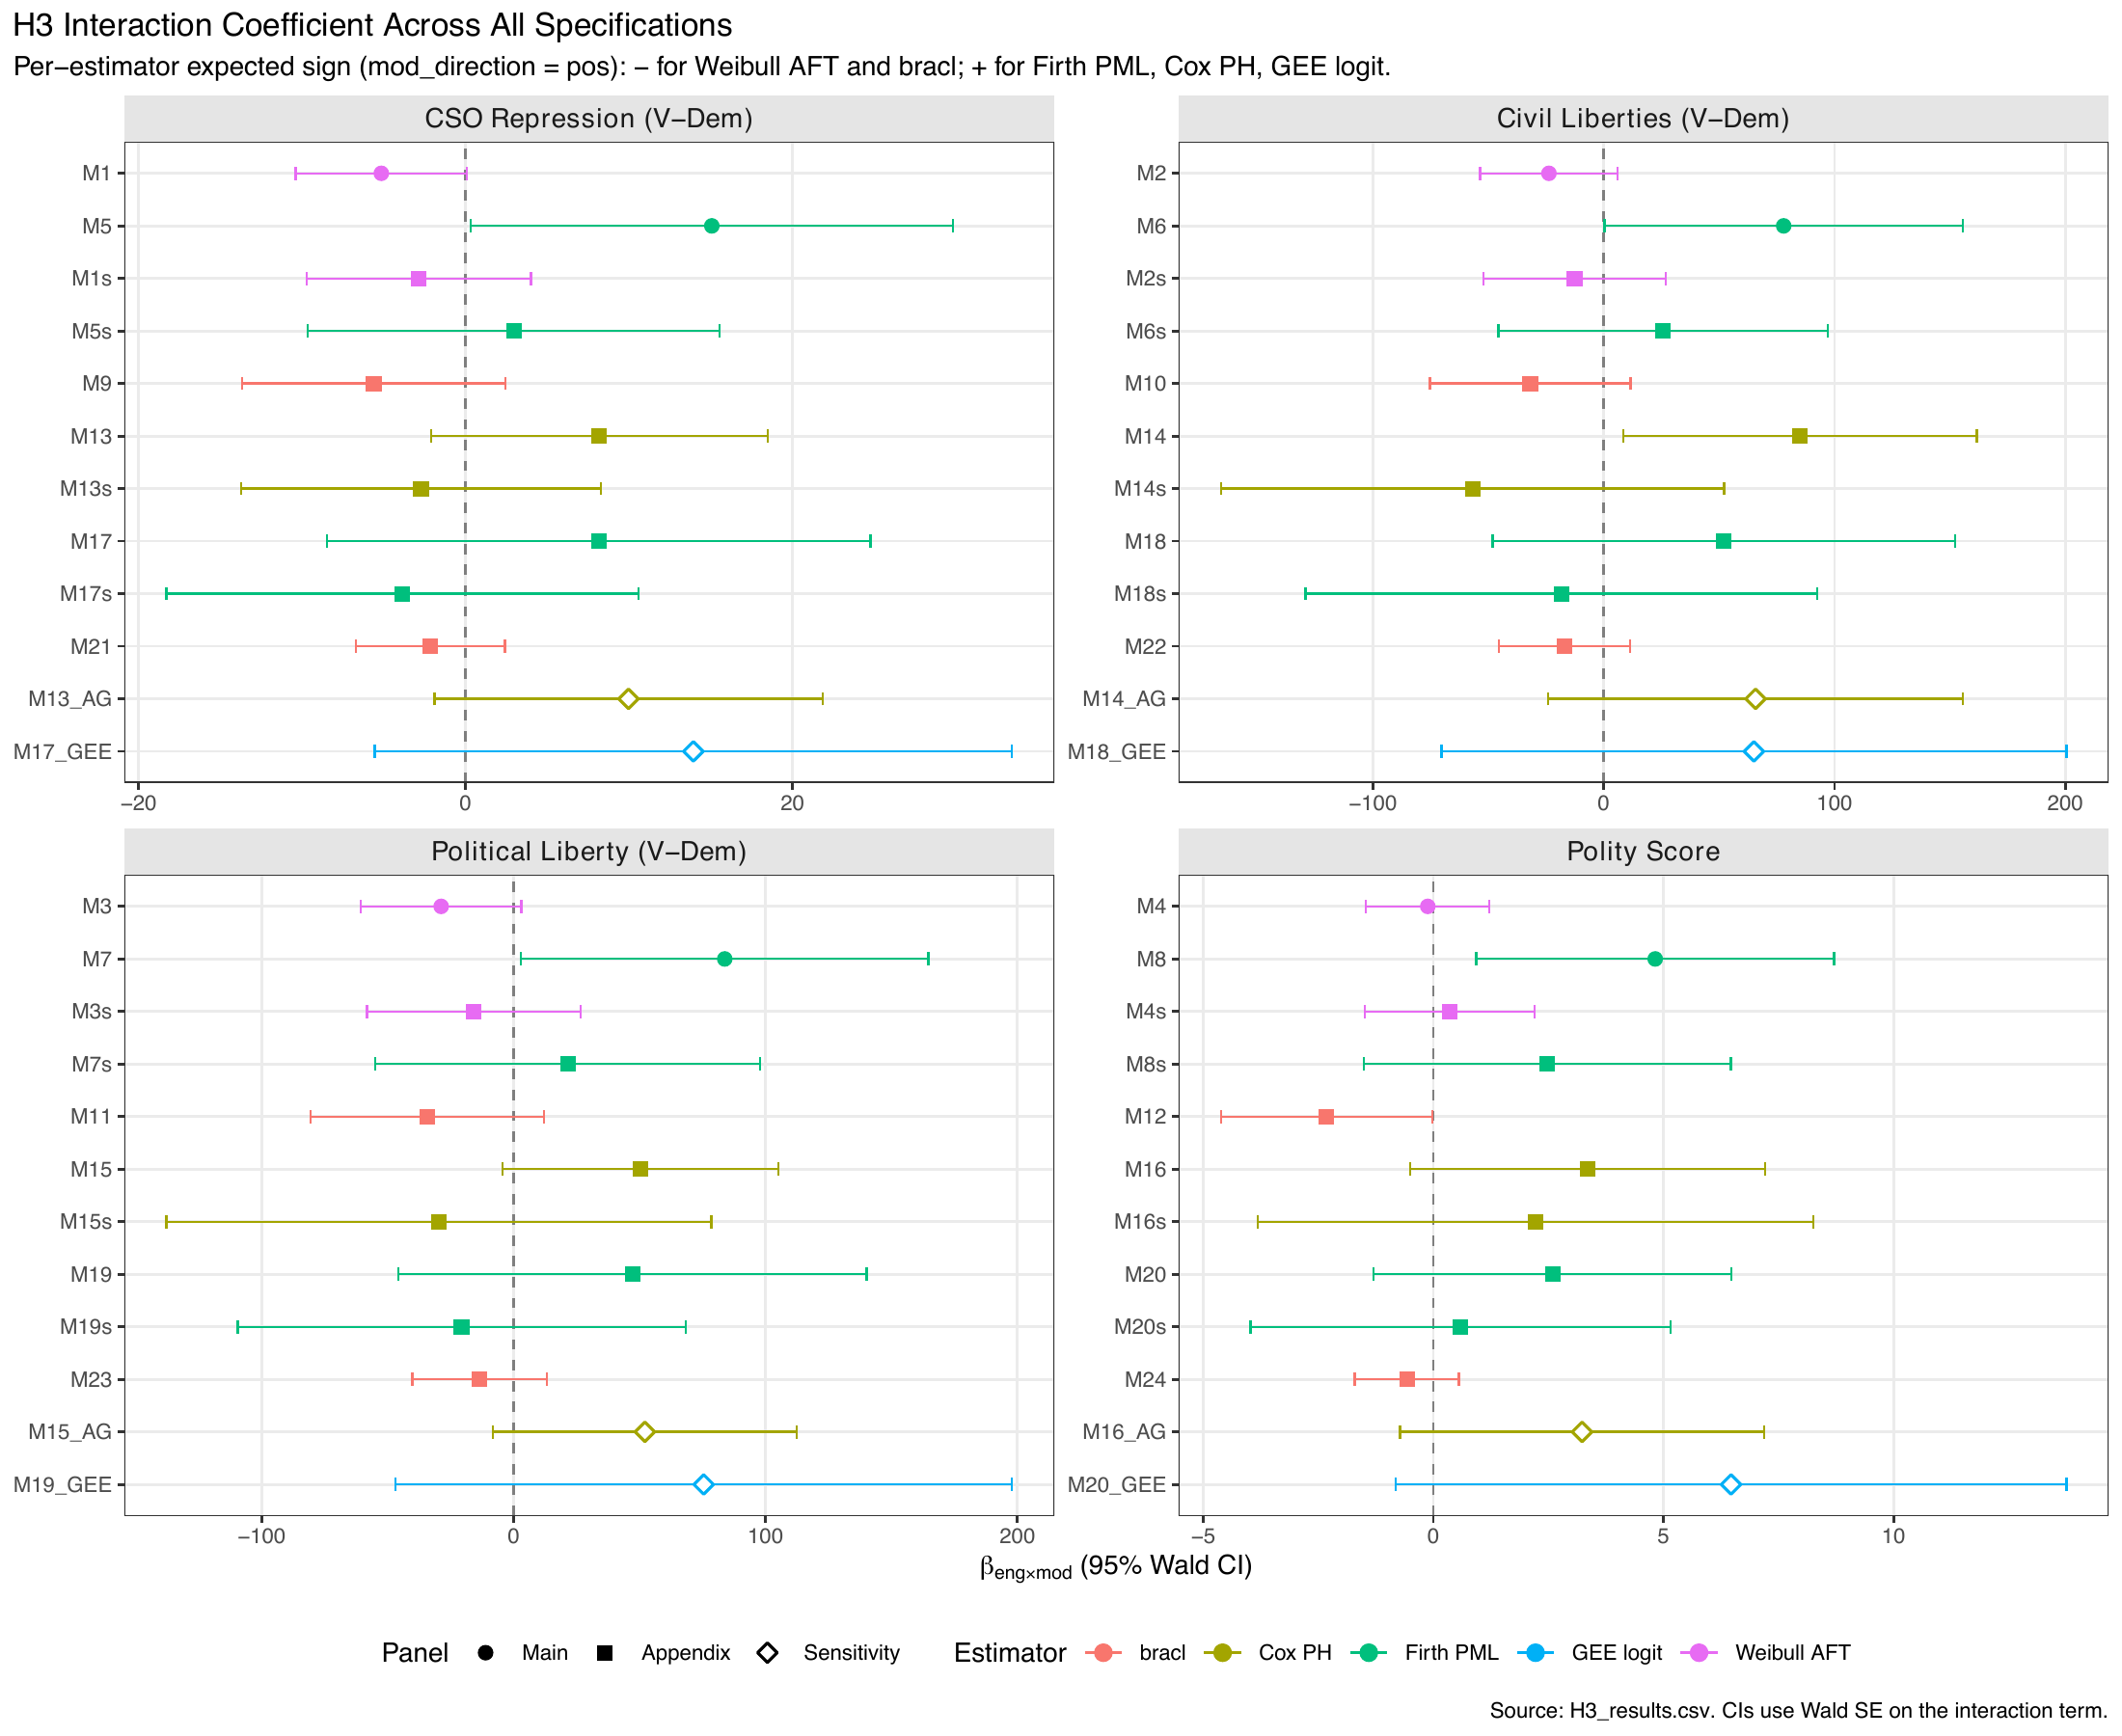 H3 Interaction Coefficient Across All Specifications
Per−estimator expected sign (mod_direction = pos): − for Weibull AFT and bracl; + for Firth PML, Cox PH, GEE logit.
CSO Repression (V−Dem)
M1
M5
M1s
M5s
M9
M13
M13s
M17
M17s
M21
M13_AG
M17_GEE
−20
0
20
Civil Liberties (V−Dem)
M2
M6
M2s
M6s
M10
M14
M14s
M18
M18s
M22
M14_AG
M18_GEE
−100
0
100
200
Political Liberty (V−Dem)
M3
M7
M3s
M7s
M11
M15
M15s
M19
M19s
M23
M15_AG
M19_GEE
−100
0
100
200
Polity Score
M4
M8
M4s
M8s
M12
M16
M16s
M20
M20s
M24
M16_AG
M20_GEE
−5
0
5
10
βeng×mod (95% Wald CI)
Panel Main Appendix Sensitivity Estimator bracl Cox PH Firth PML GEE logit Weibull AFT
Source: H3_results.csv. CIs use Wald SE on the interaction term.